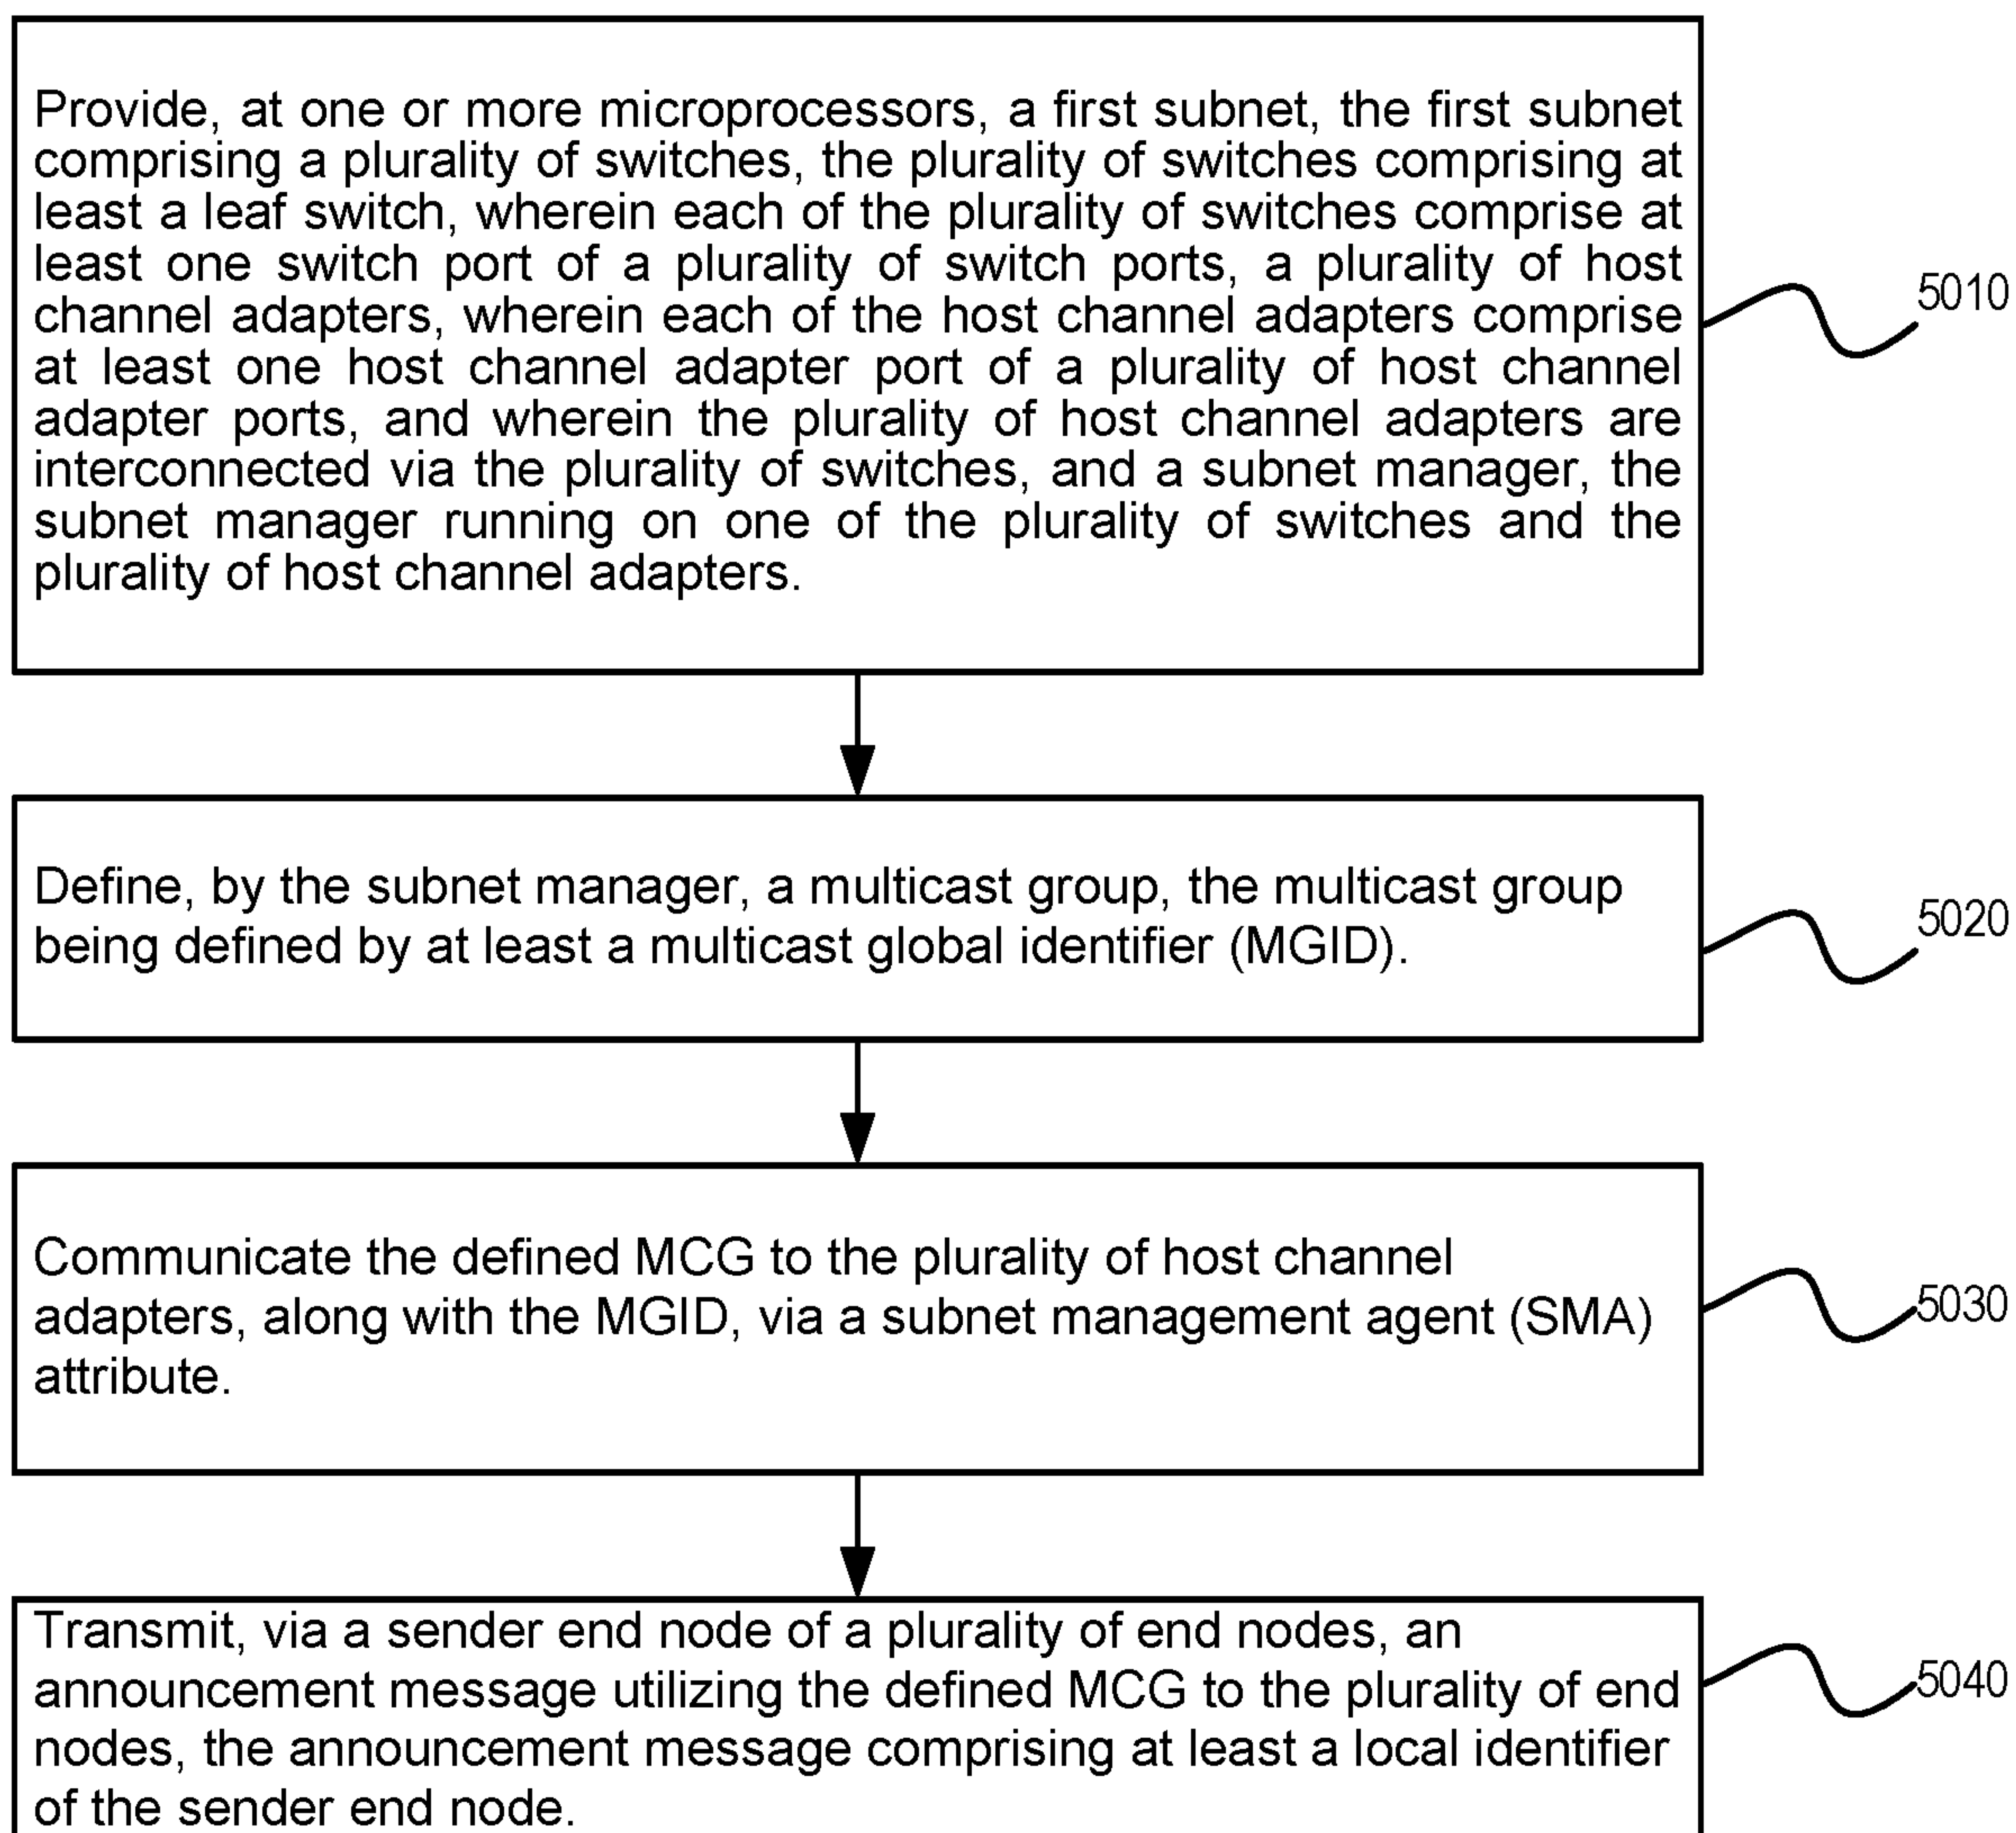 Provide, at one or more microprocessors, a first subnet, the first subnet
comprising a plurality of switches, the plurality of switches comprising at
least a leaf switch, wherein each of the plurality of switches comprise at
least one switch port of a plurality of switch ports, a plurality of host
channel adapters, wherein each of the host channel adapters comprise
at least one host channel adapter port of a plurality of host channel
adapter ports, and wherein the plurality of host channel adapters are
interconnected via the plurality of switches, and a subnet manager, the
subnet manager running on one of the plurality of switches and the
plurality of host channel adapters.
5010
Define, by the subnet manager, a multicast group, the multicast group
being defined by at least a multicast global identifier (MGID).
5020
Communicate the defined MCG to the plurality of host channel
adapters, along with the MGID, via a subnet management agent (SMA)
attribute.
5030
Transmit, via a sender end node of a plurality of end nodes, an
announcement message utilizing the defined MCG to the plurality of end
nodes, the announcement message comprising at least a local identifier
of the sender end node.
5040